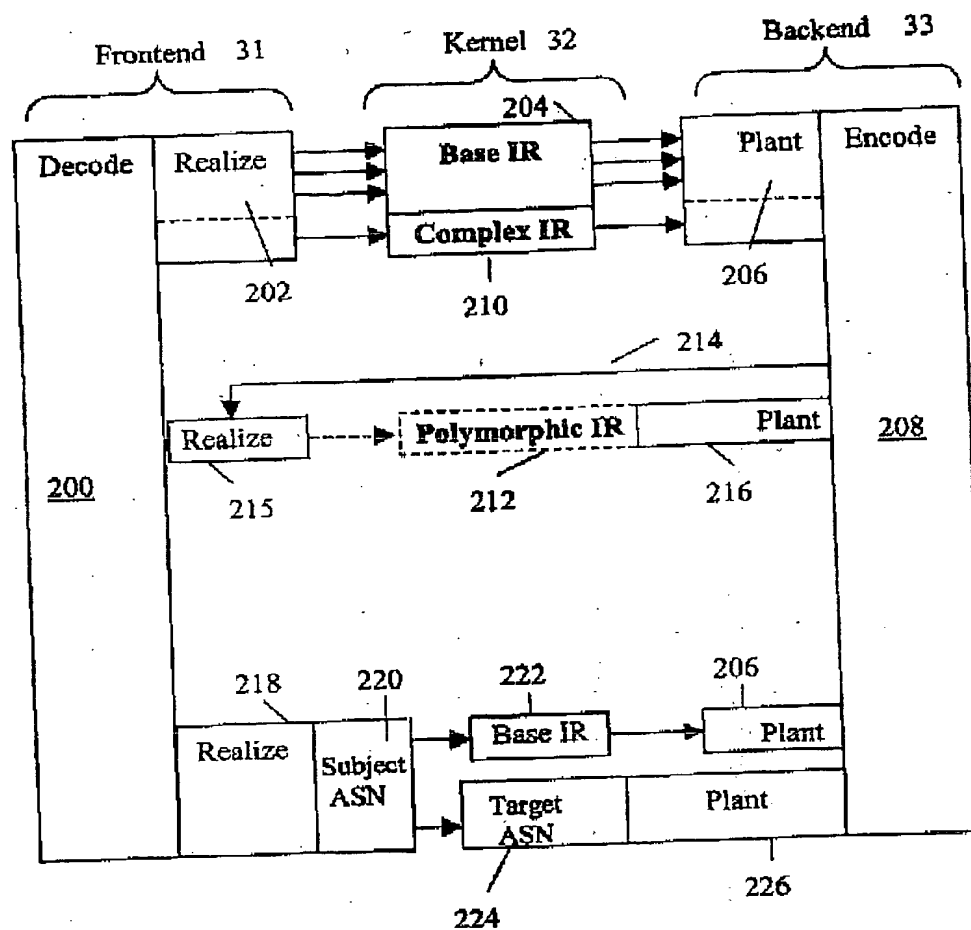 Frontend 31
Kernel 32
Backend 33
204
Decode
Realize
Base IR
Plant
Encode
Complex IR
202
210
206
214
Realize
Polymorphic IR
Plant
208
200
215
212
216
218
220
222
206
Realize
Subject
ASN
Base IR
Plant
Target
ASN
Plant
224
226